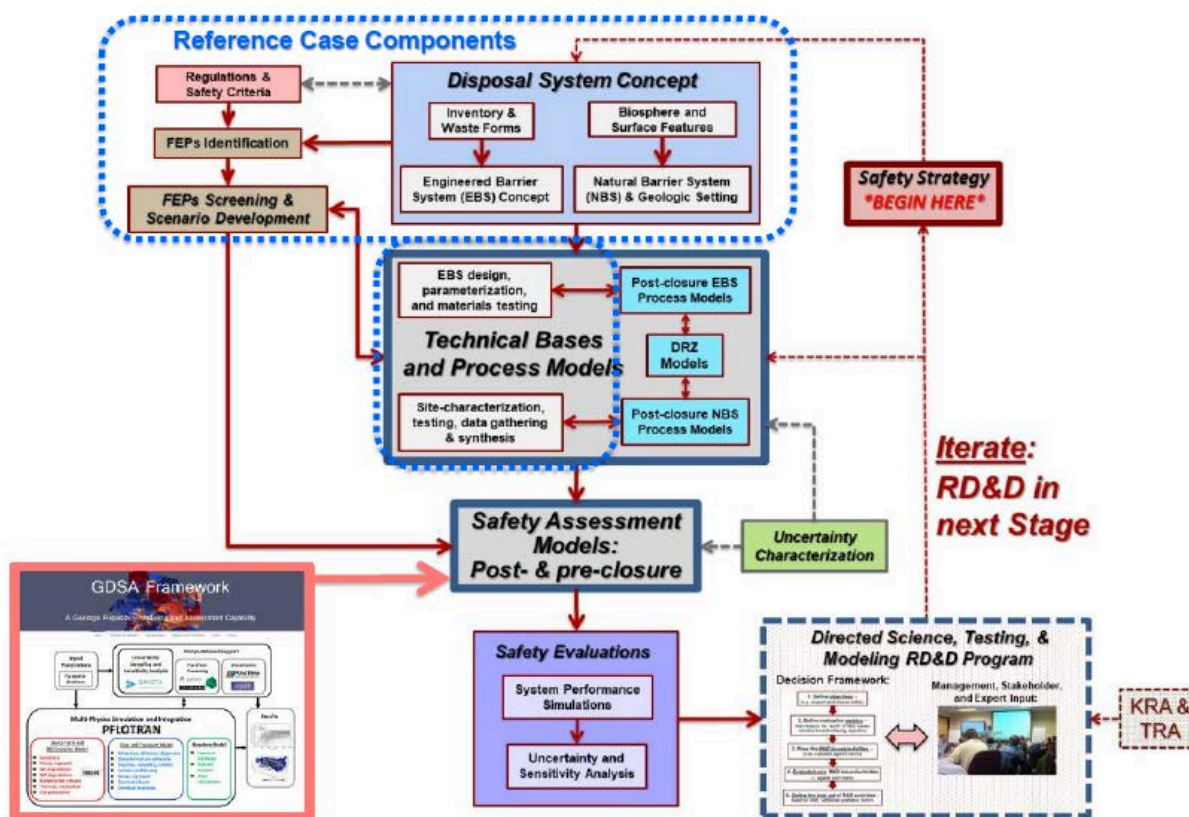 Reference Case Components
Regulations &
Safety Criteria
FEPs Identification
FEPs Screening &
Scenario Development
Disposal System Concept
Inventory &
Waste Forms
Biosphere and
Surface Features
Engineered Barrier
System (EBS) Concept
Natural Barrier System
(NBS) & Geologic Setting
Safety Strategy
*BEGIN HERE*
EBS design,
parameterization,
and materials testing
Post-closure EBS
Process Models
Technical Bases
and Process Models
DRZ
Models
Site-characterization,
testing, data gathering
& synthesis
Post-closure NBS
Process Models
Iterate:
RD&D in
next Stage
Safety Assessment
Models:
Post- & pre-closure
Uncertainty
Characterization
GDSA Framework
Multi-Physics Simulation and Integration
PFLOTRAN
Results
Safety Evaluations
System Performance
Simulations
Uncertainty and
Sensitivity Analysis
Directed Science, Testing, &
Modeling RD&D Program
Decision Framework:
Management, Stakeholder,
and Expert Input:
KRA &
TRA